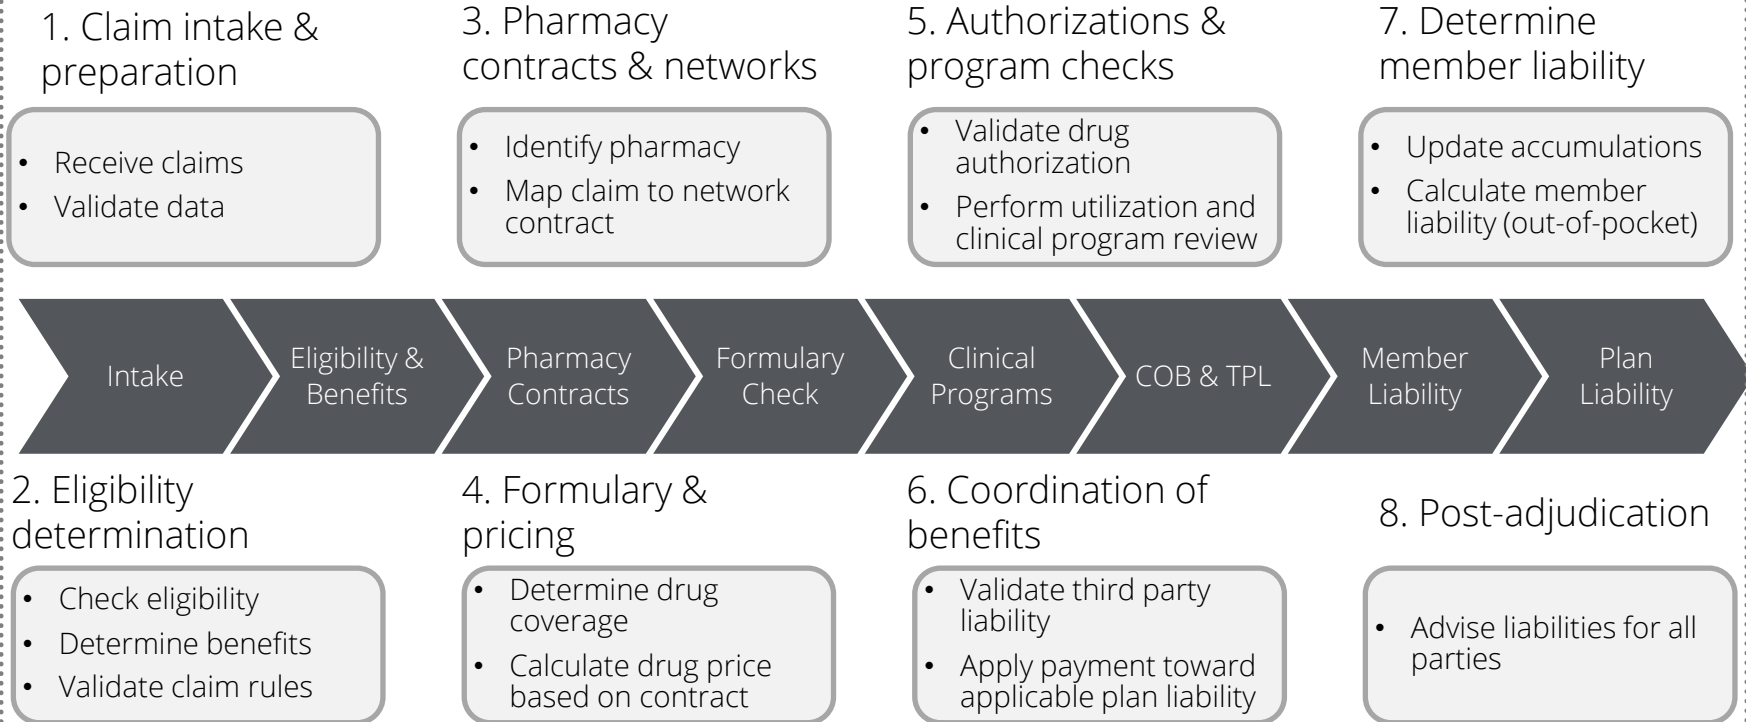 1. Claim intake &
preparation
• Receive claims
• Validate data
3. Pharmacy
contracts & networks
• Identify pharmacy
• Map claim to network
contract
5. Authorizations &
program checks
• Validate drug
authorization
• Perform utilization and
clinical program review
7. Determine
member liability
• Update accumulations
• Calculate member
liability (out-of-pocket)
Intake
Eligibility &
Benefits
Pharmacy
Contracts
Formulary
Check
Clinical
Programs
COB & TPL
Member
Liability
Plan
Liability
2. Eligibility
determination
• Check eligibility
• Determine benefits
• Validate claim rules
4. Formulary &
pricing
• Determine drug
coverage
• Calculate drug price
based on contract
6. Coordination of
benefits
• Validate third party
liability
• Apply payment toward
applicable plan liability
8. Post-adjudication
• Advise liabilities for all
parties